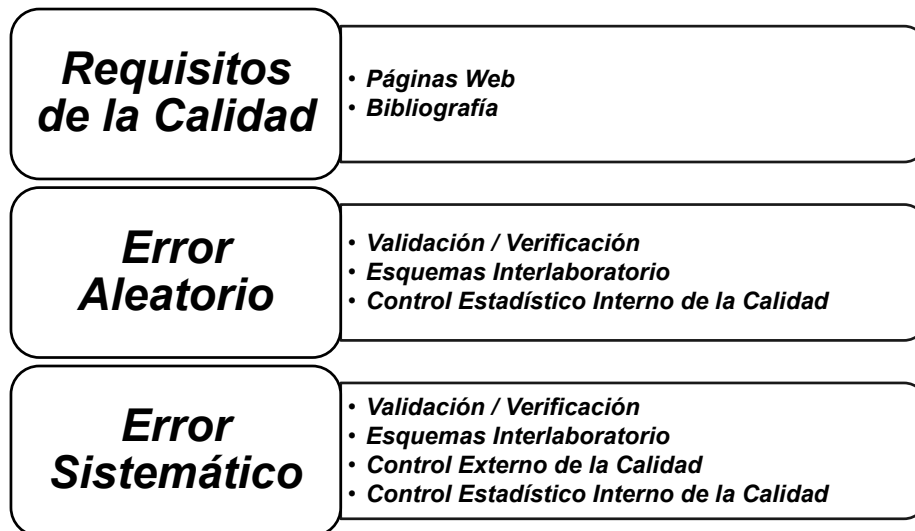 Requisitos
de la Calidad
• Páginas Web
• Bibliografía
Error
Aleatorio
• Validación / Verificación
• Esquemas Interlaboratorio
• Control Estadístico Interno de la Calidad
Error
Sistemático
• Validación / Verificación
• Esquemas Interlaboratorio
• Control Externo de la Calidad
• Control Estadístico Interno de la Calidad